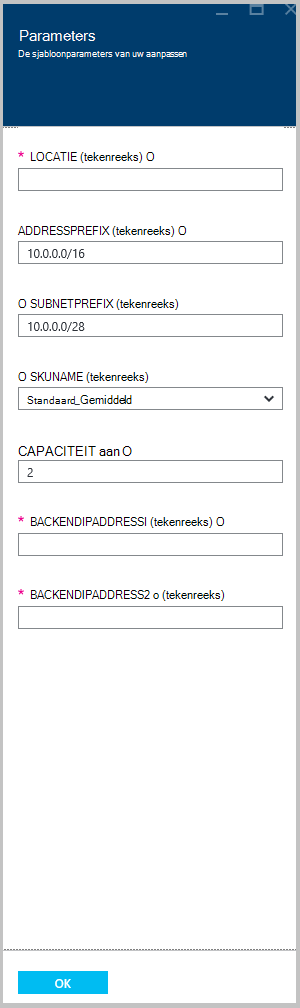 Parameters
De sjabloonparameters van uw aanpassen
* LOCATIE (tekenreeks) O
ADDRESSPREFIX (tekenreeks) O
10.0.0.0/16
O SUBNETPREFIX (tekenreeks)
10.0.0.0/28
O SKUNAME (tekenreeks)
Standaard_Gemiddeld
CAPACITEIT aan O
2
* BACKENDIPADDRESSI (tekenreeks) O
* BACKENDIPADDRESS2 o (tekenreeks)
OK